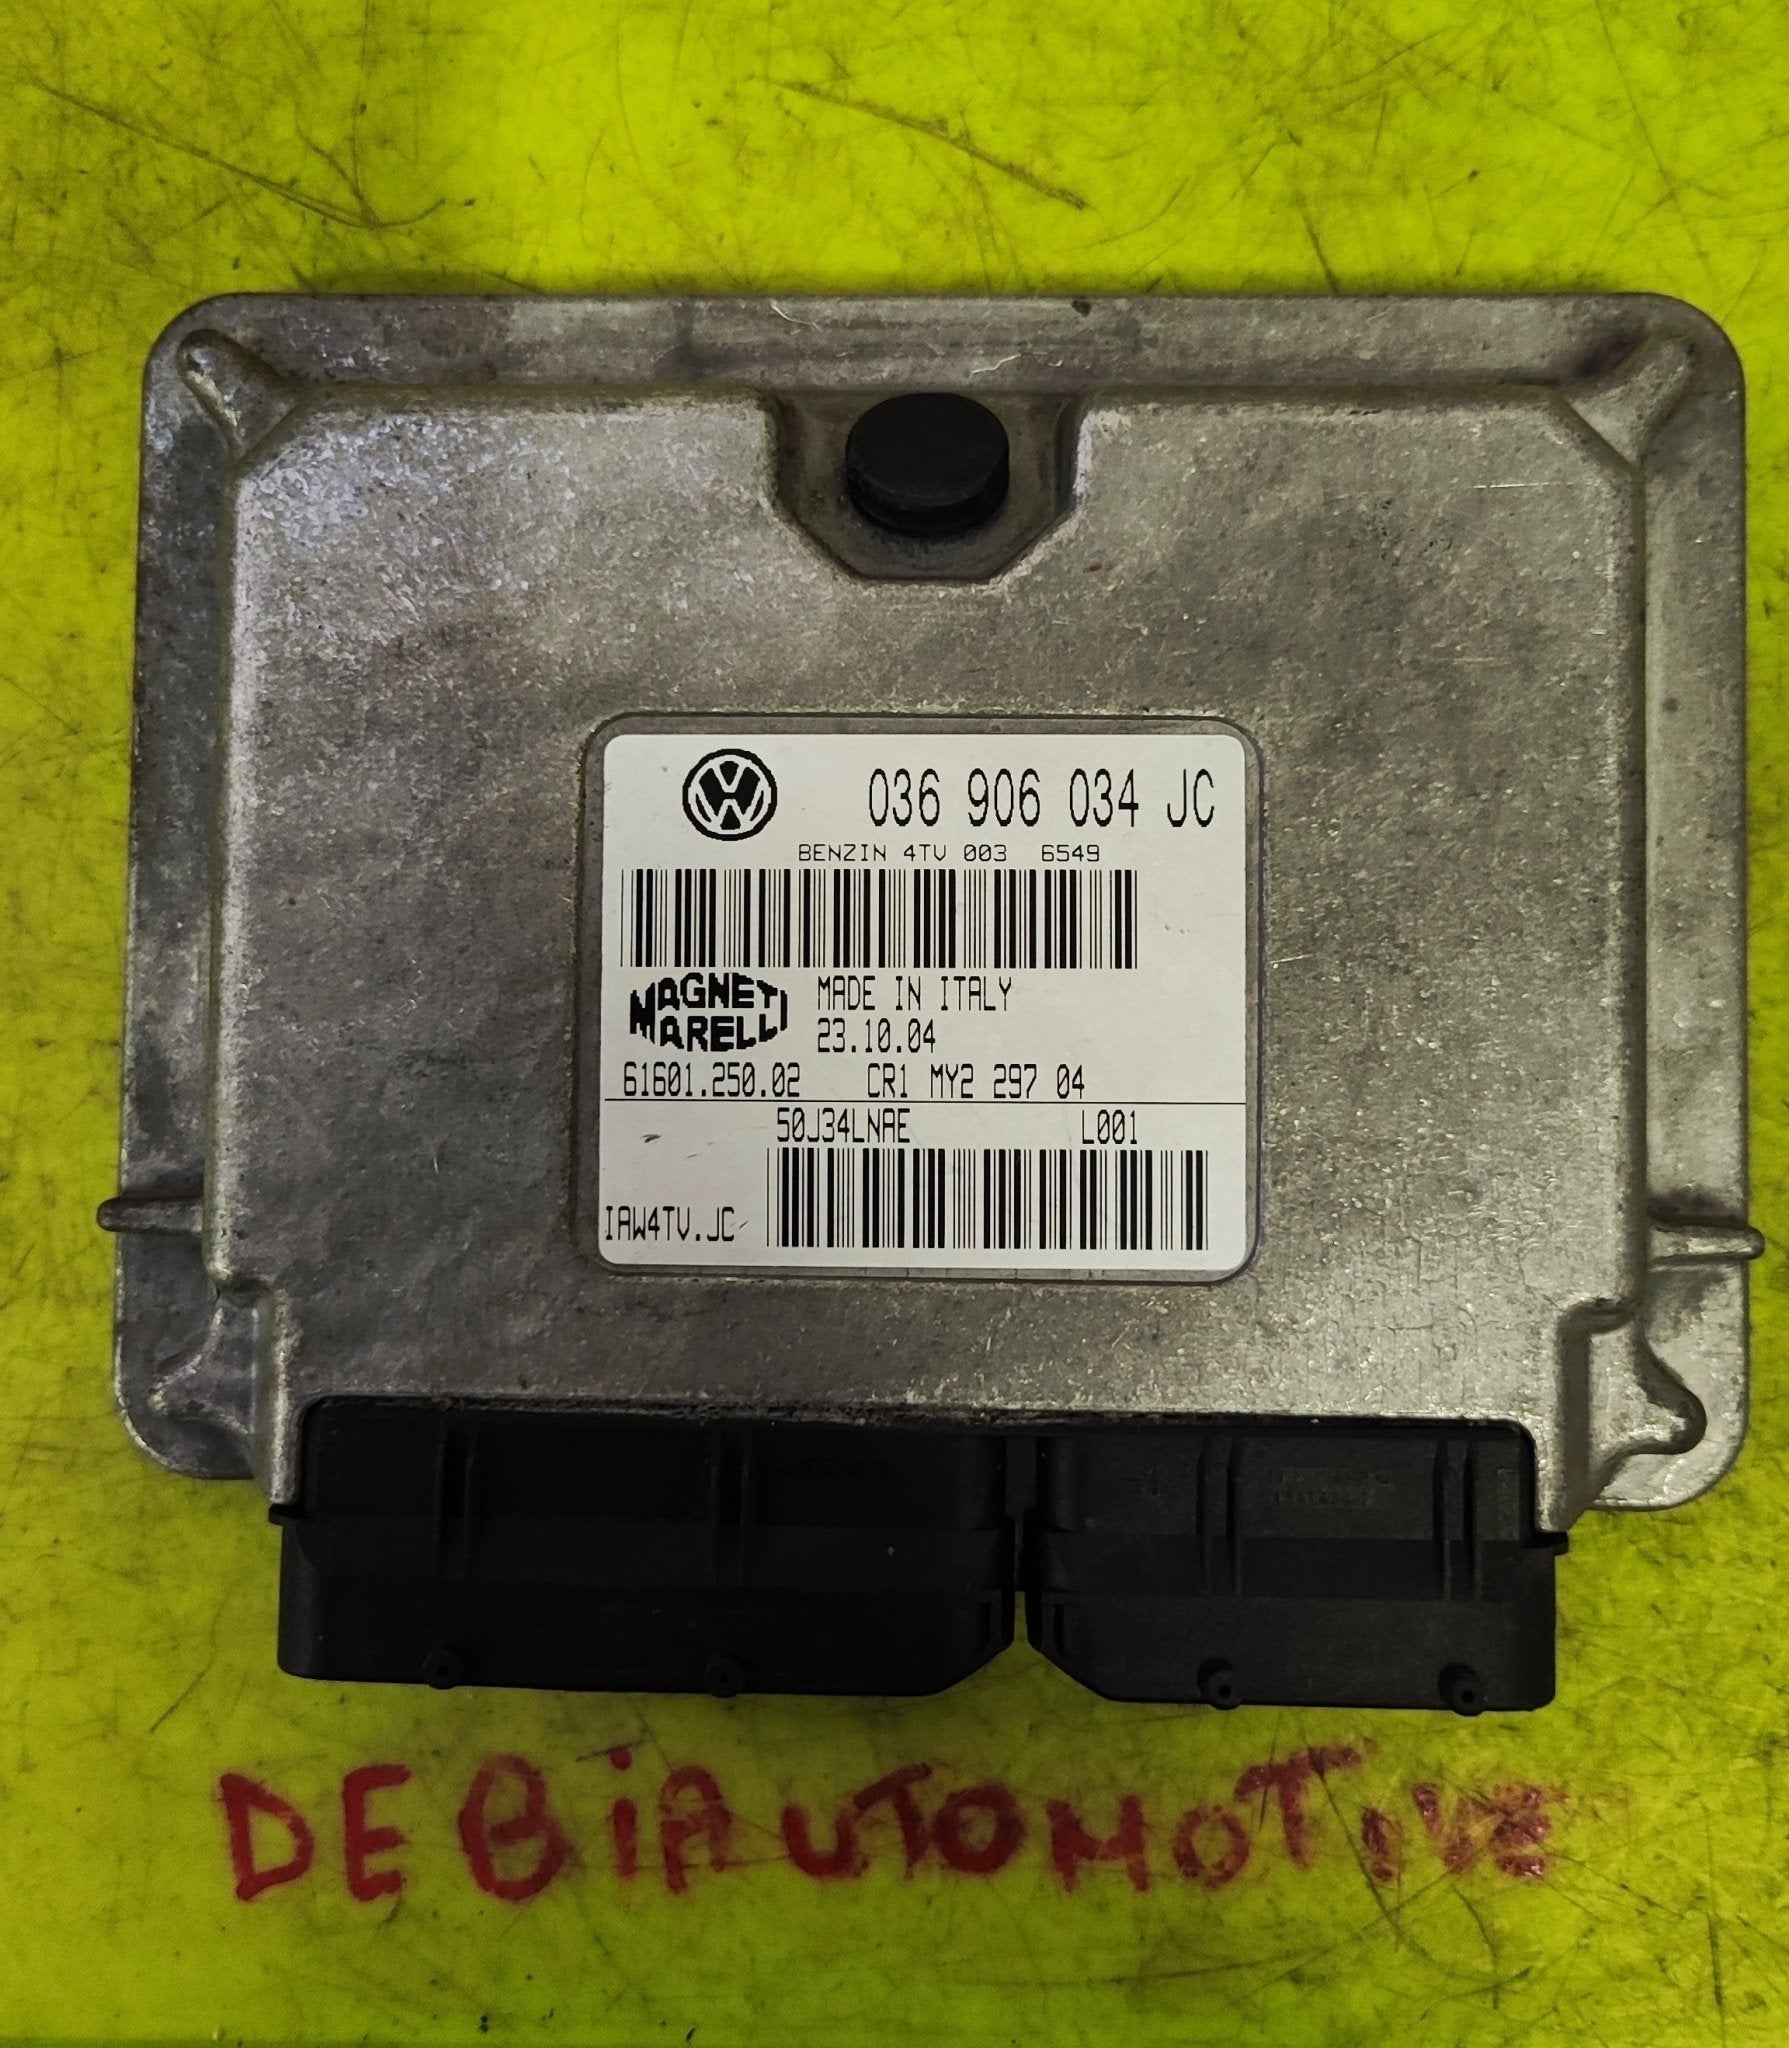 036 906 034 JC
BENZIN 4TV 003 6549
MAGNETI MADE IN ITALY
MARELLI 23.10.04
61601.250.02 CR1 MY2 297 04
50J34LNAE L001
IAW4TV.JC
DEBiAUTOMOTiVE